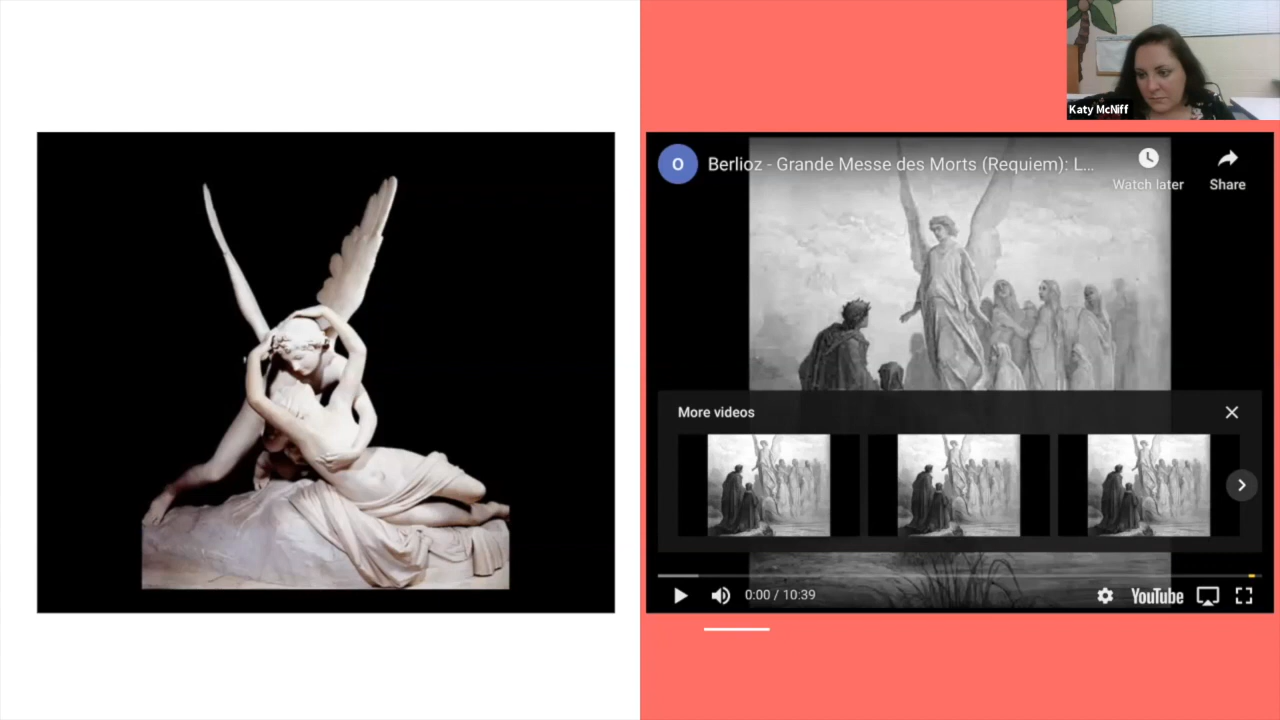 Katy McNiff
O
Berlioz - Grande Messe des Morts (Requiem): L...
Watch later
Share
More videos
0:00 / 10:39
YouTube